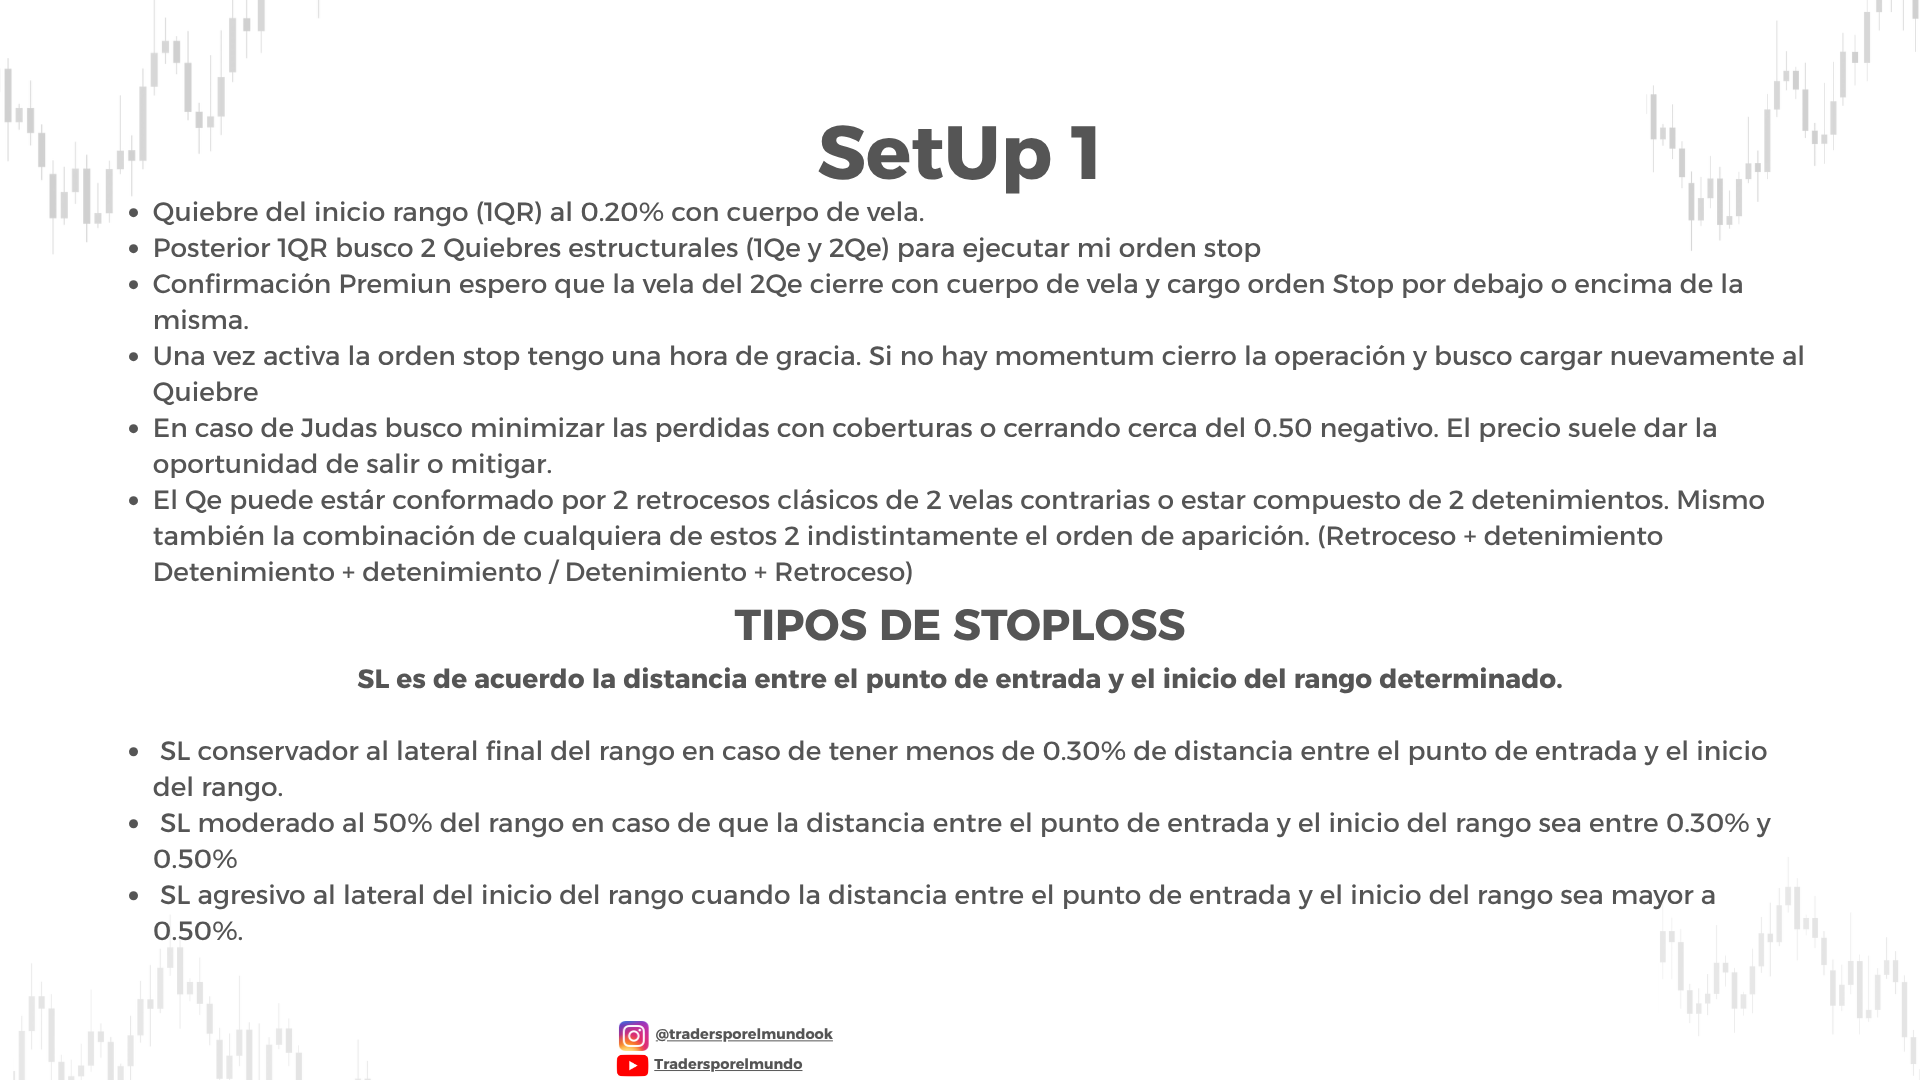 SetUp 1
• Quiebre del inicio rango (1QR) al 0.20% con cuerpo de vela.
• Posterior 1QR busco 2 Quiebres estructurales (1Qe y 2Qe) para ejecutar mi orden stop
• Confirmación Premiun espero que la vela del 2Qe cierre con cuerpo de vela y cargo orden Stop por debajo o encima de la
misma.
• Una vez activa la orden stop tengo una hora de gracia. Si no hay momentum cierro la operación y busco cargar nuevamente al
Quiebre
• En caso de Judas busco minimizar las perdidas con coberturas o cerrando cerca del 0.50 negativo. El precio suele dar la
oportunidad de salir o mitigar.
• El Qe puede estár conformado por 2 retrocesos clásicos de 2 velas contrarias o estar compuesto de 2 detenimientos. Mismo
también la combinación de cualquiera de estos 2 indistintamente el orden de aparición. (Retroceso + detenimiento
Detenimiento + detenimiento / Detenimiento + Retroceso)
TIPOS DE STOPLOSS
SL es de acuerdo la distancia entre el punto de entrada y el inicio del rango determinado.
• SL conservador al lateral final del rango en caso de tener menos de 0.30% de distancia entre el punto de entrada y el inicio
del rango.
• SL moderado al 50% del rango en caso de que la distancia entre el punto de entrada y el inicio del rango sea entre 0.30% y
0.50%
• SL agresivo al lateral del inicio del rango cuando la distancia entre el punto de entrada y el inicio del rango sea mayor a
0.50%.
@tradersporelmundook
Tradersporelmundo